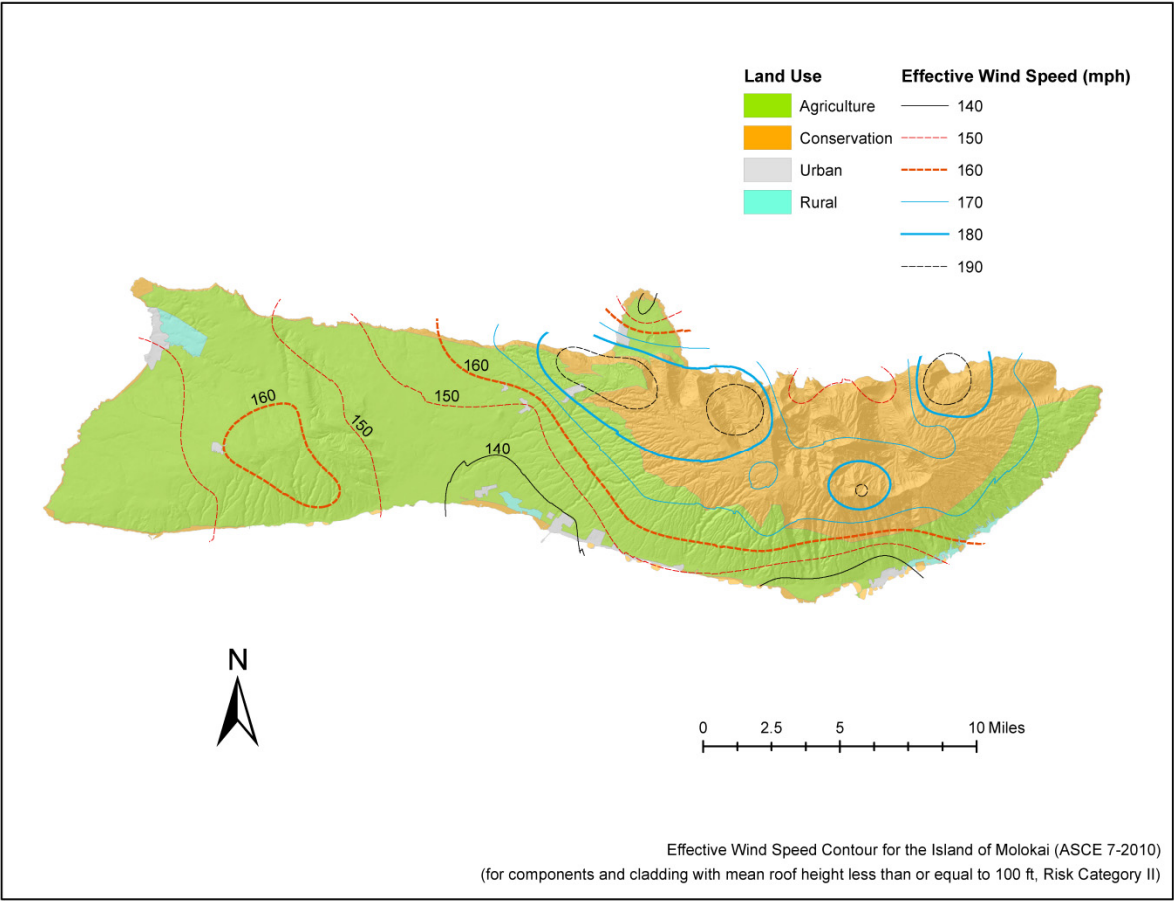 Land Use
Agriculture
Conservation
Urban
Rural
Effective Wind Speed (mph)
140
150
160
170
180
190
160
150
160
150
140
N
0 2.5 5 10 Miles
Effective Wind Speed Contour for the Island of Molokai (ASCE 7-2010)
(for components and cladding with mean roof height less than or equal to 100 ft, Risk Category II)